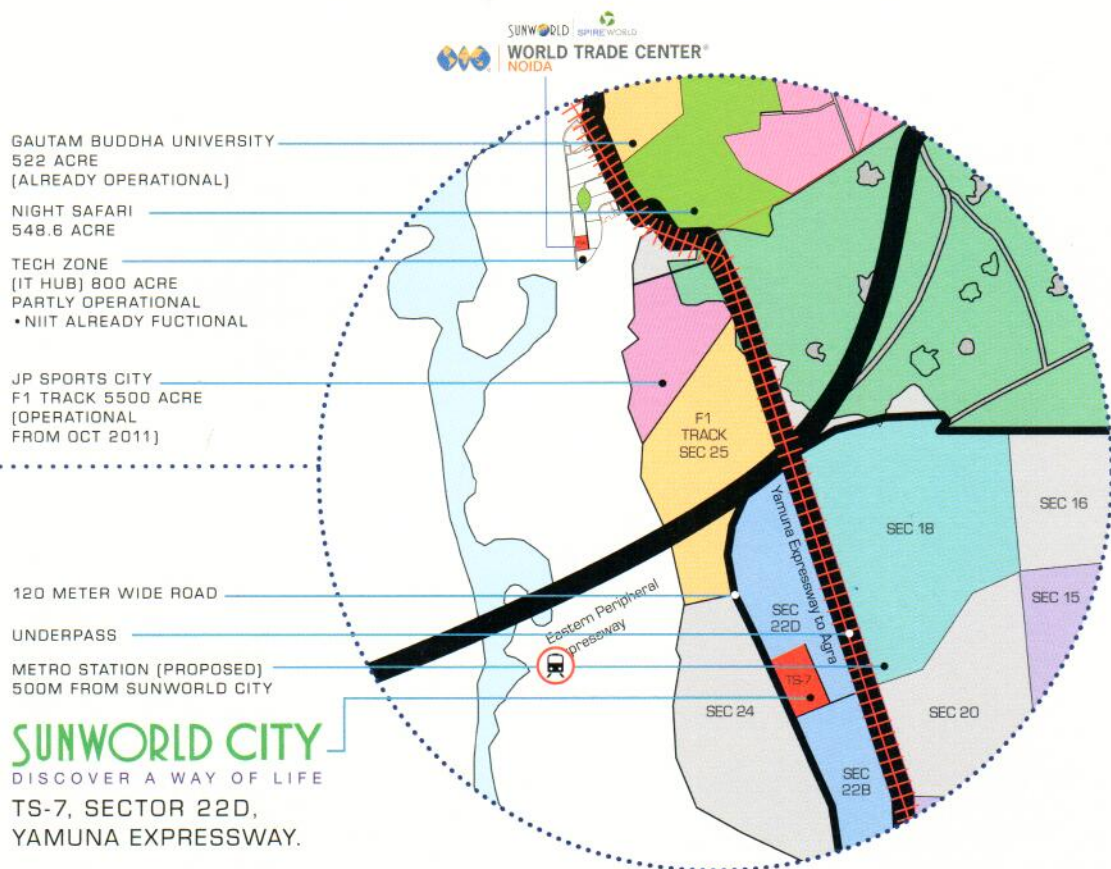 SUNWORLD SPIRE WORLD
WORLD TRADE CENTER®
NOIDA
GAUTAM BUDDHA UNIVERSITY
522 ACRE
(ALREADY OPERATIONAL)
NIGHT SAFARI
548.6 ACRE
TECH ZONE
(IT HUB) 800 ACRE
PARTLY OPERATIONAL
•NIIT ALREADY FUCTIONAL
JP SPORTS CITY
F1 TRACK 5500 ACRE
(OPERATIONAL
FROM OCT 2011)
F1
TRACK
SEC 25
SEC 18
SEC 16
SEC 15
Yamuna Expressway to Agra
120 METER WIDE ROAD
UNDERPASS
METRO STATION (PROPOSED)
500M FROM SUNWORLD CITY
Eastern Peripheral
xpressway
SEC
22D
TS-7
SEC 24
SEC 20
SEC
22B
SUNWORLD CITY
DISCOVER A WAY OF LIFE
TS-7, SECTOR 22D,
YAMUNA EXPRESSWAY.